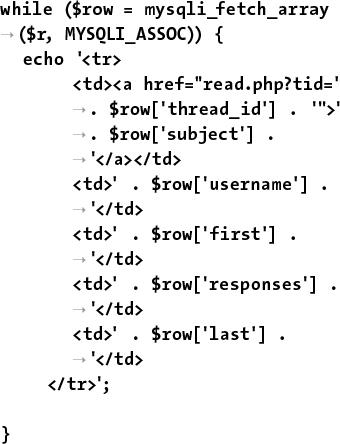 while ($row = mysqli_fetch_array
→($r, MYSQLI_ASSOC)) {
echo '<tr>
<td><a href="read.php?tid='
→. $row['thread_id'] . '">'
→. $row['subject'] .
→'</a></td>
<td>' . $row['username'] .
→'</td>
<td>' . $row['first'] .
→'</td>
<td>' . $row['responses'] .
→'</td>
<td>' . $row['last'] .
→'</td>
</tr>';
}